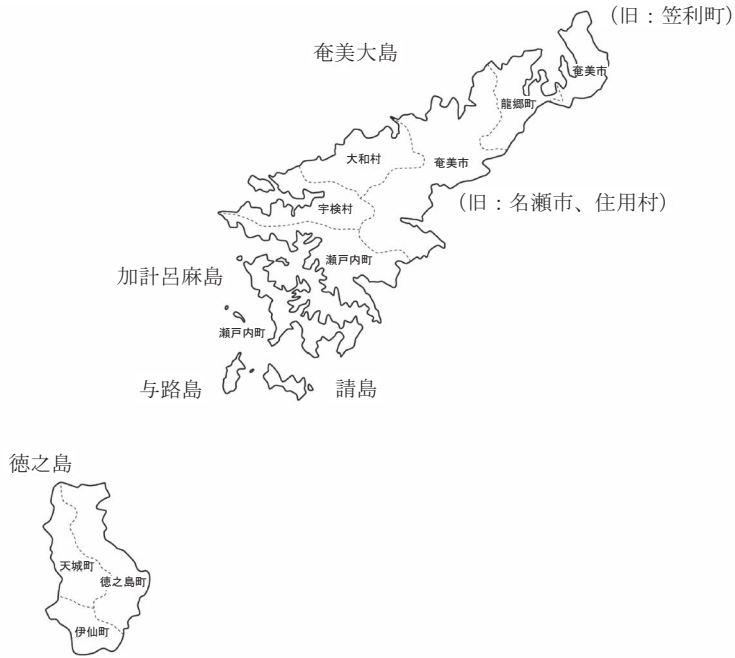 （旧：笠利町）
奄美大島
奄美市
龍郷町
大和村
奄美市
（旧：名瀬市、住用村）
宇検村
瀬戸内町
加計呂麻島
瀬戸内町
与路島
請島
徳之島
天城町
徳之島町
伊仙町